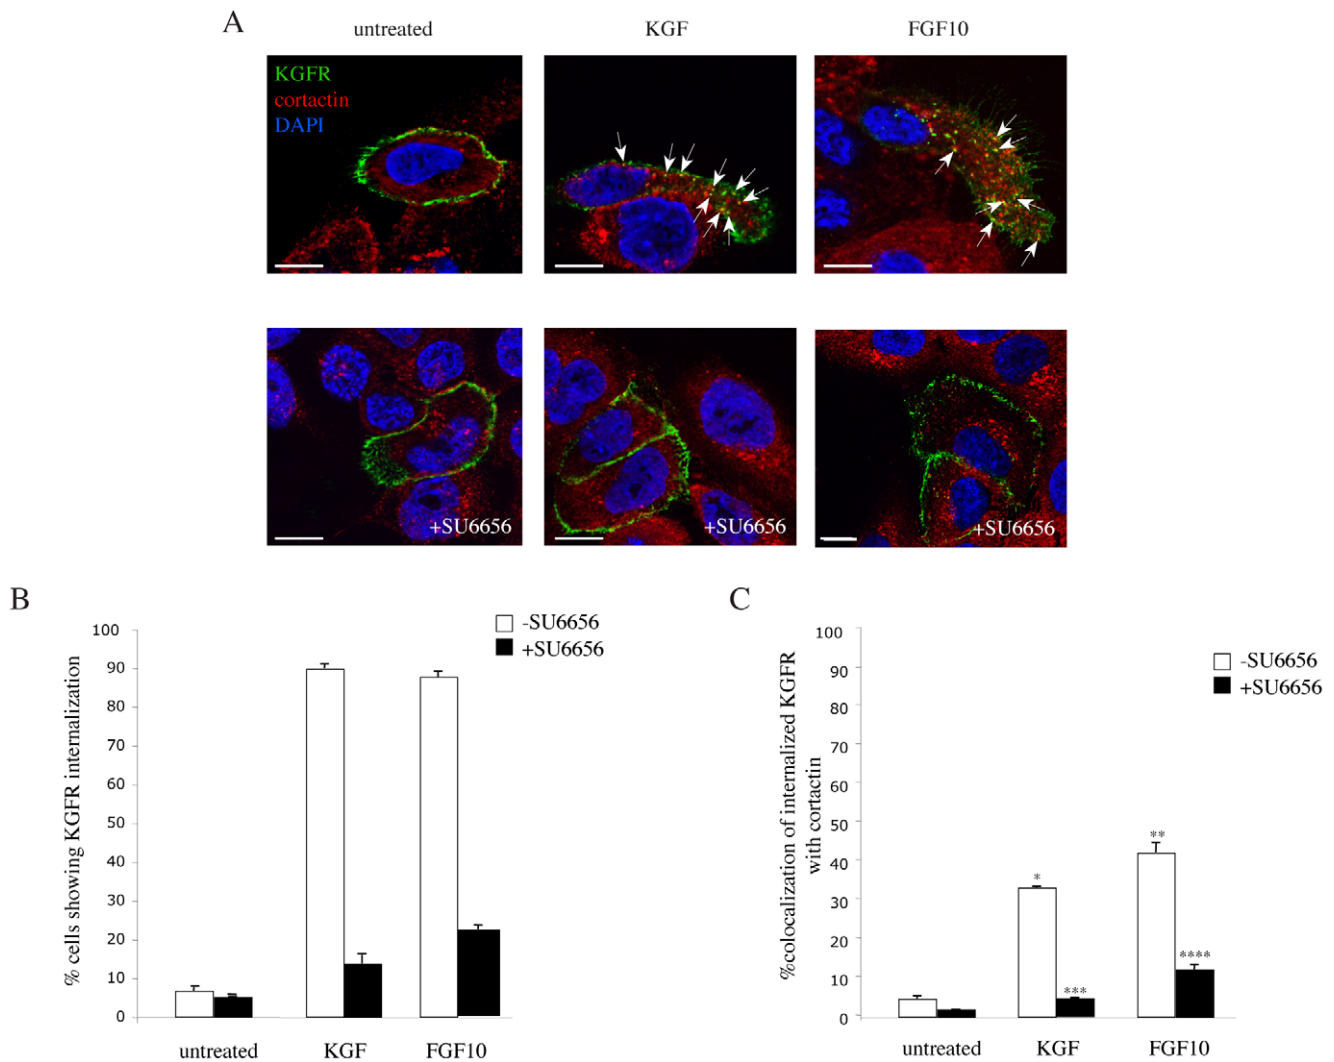 A
untreated
KGF
FGF10
KGFR
cortactin
DAPI
+SU6656
+SU6656
+SU6656
B
-SU6656
+SU6656
% cells showing KGFR internalization
100
90
80
70
60
50
40
30
20
10
0
untreated
KGF
FGF10
C
-SU6656
+SU6656
%colocalization of internalized KGFR
with cortactin
100
90
80
70
60
50
40
30
20
10
0
*
***
**
****
untreated
KGF
FGF10